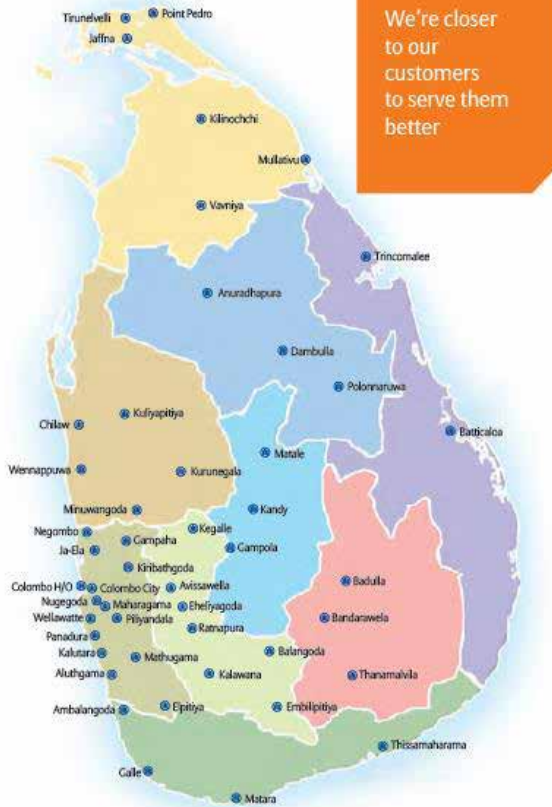 We're closer
to our
customers
to serve them
better
Point Pedro
Tirunelvelli
Jaffna
Kilinochchi
Mullativu
Vavniya
Trincomalee
Anuradhapura
Dambulla
Polonnaruwa
Kuliyapitiya
Chilaw
Batticaloa
Matale
Wennappuwa
Kurunegala
Minuwangoda
Kandy
Negombo
Kegalle
Gampaha
Ja-Ela
Gampola
Kiribathgoda
Colombo H/O
Colombo City
Avissawella
Badulla
Nugegoda
Maharagama
Eheliyagoda
Wellawatte
Piliyandala
Bandarawela
Ratnapura
Panadura
Kalutara
Mathugama
Balangoda
Aluthgama
Kalawana
Thanamalvila
Ambalangoda
Elpitiya
Embilipitiya
Thissamaharama
Galle
Matara